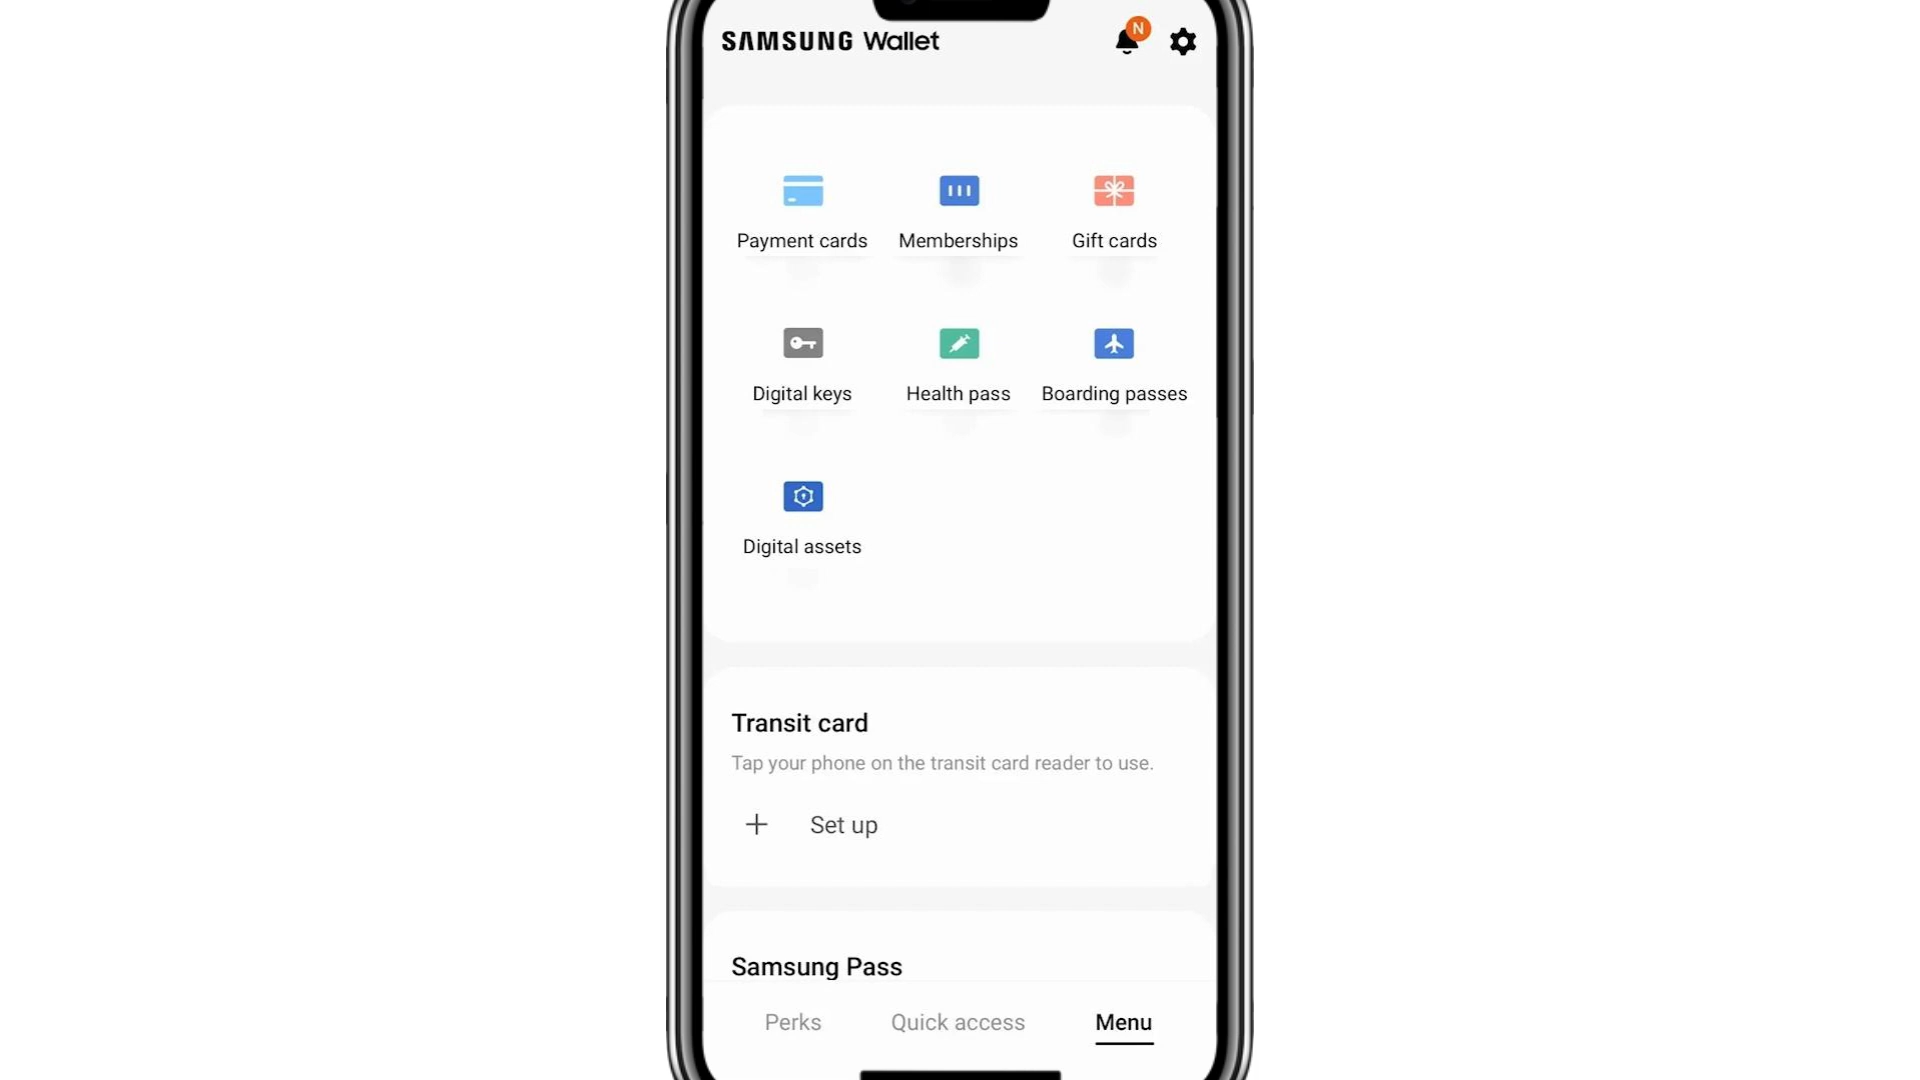 SAMSUNG Wallet
N
Payment cards
Memberships
Gift cards
Digital keys
Health pass
Boarding passes
Digital assets
Transit card
Tap your phone on the transit card reader to use.
+ Set up
Samsung Pass
Perks
Quick access
Menu